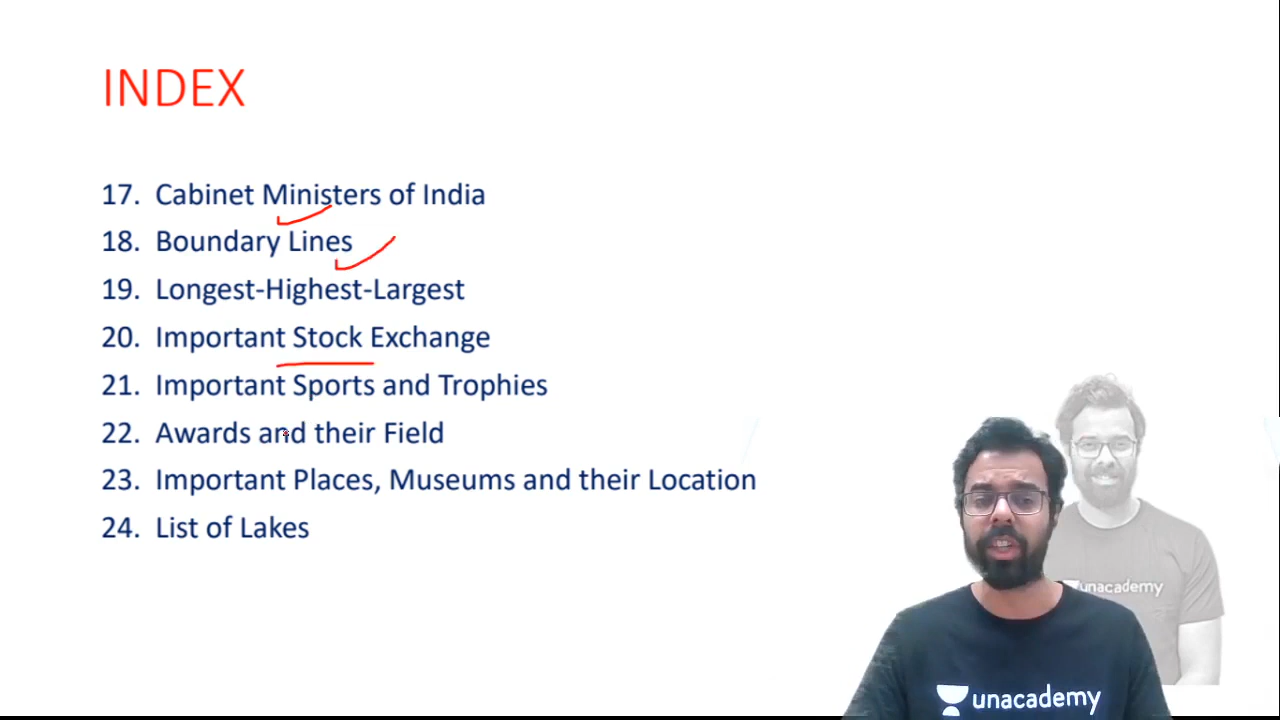 INDEX
17. Cabinet Ministers of India
18. Boundary Lines
19. Longest-Highest-Largest
20. Important Stock Exchange
21. Important Sports and Trophies
22. Awards and their Field
23. Important Places, Museums and their Location
24. List of Lakes
unacademy
unacademy